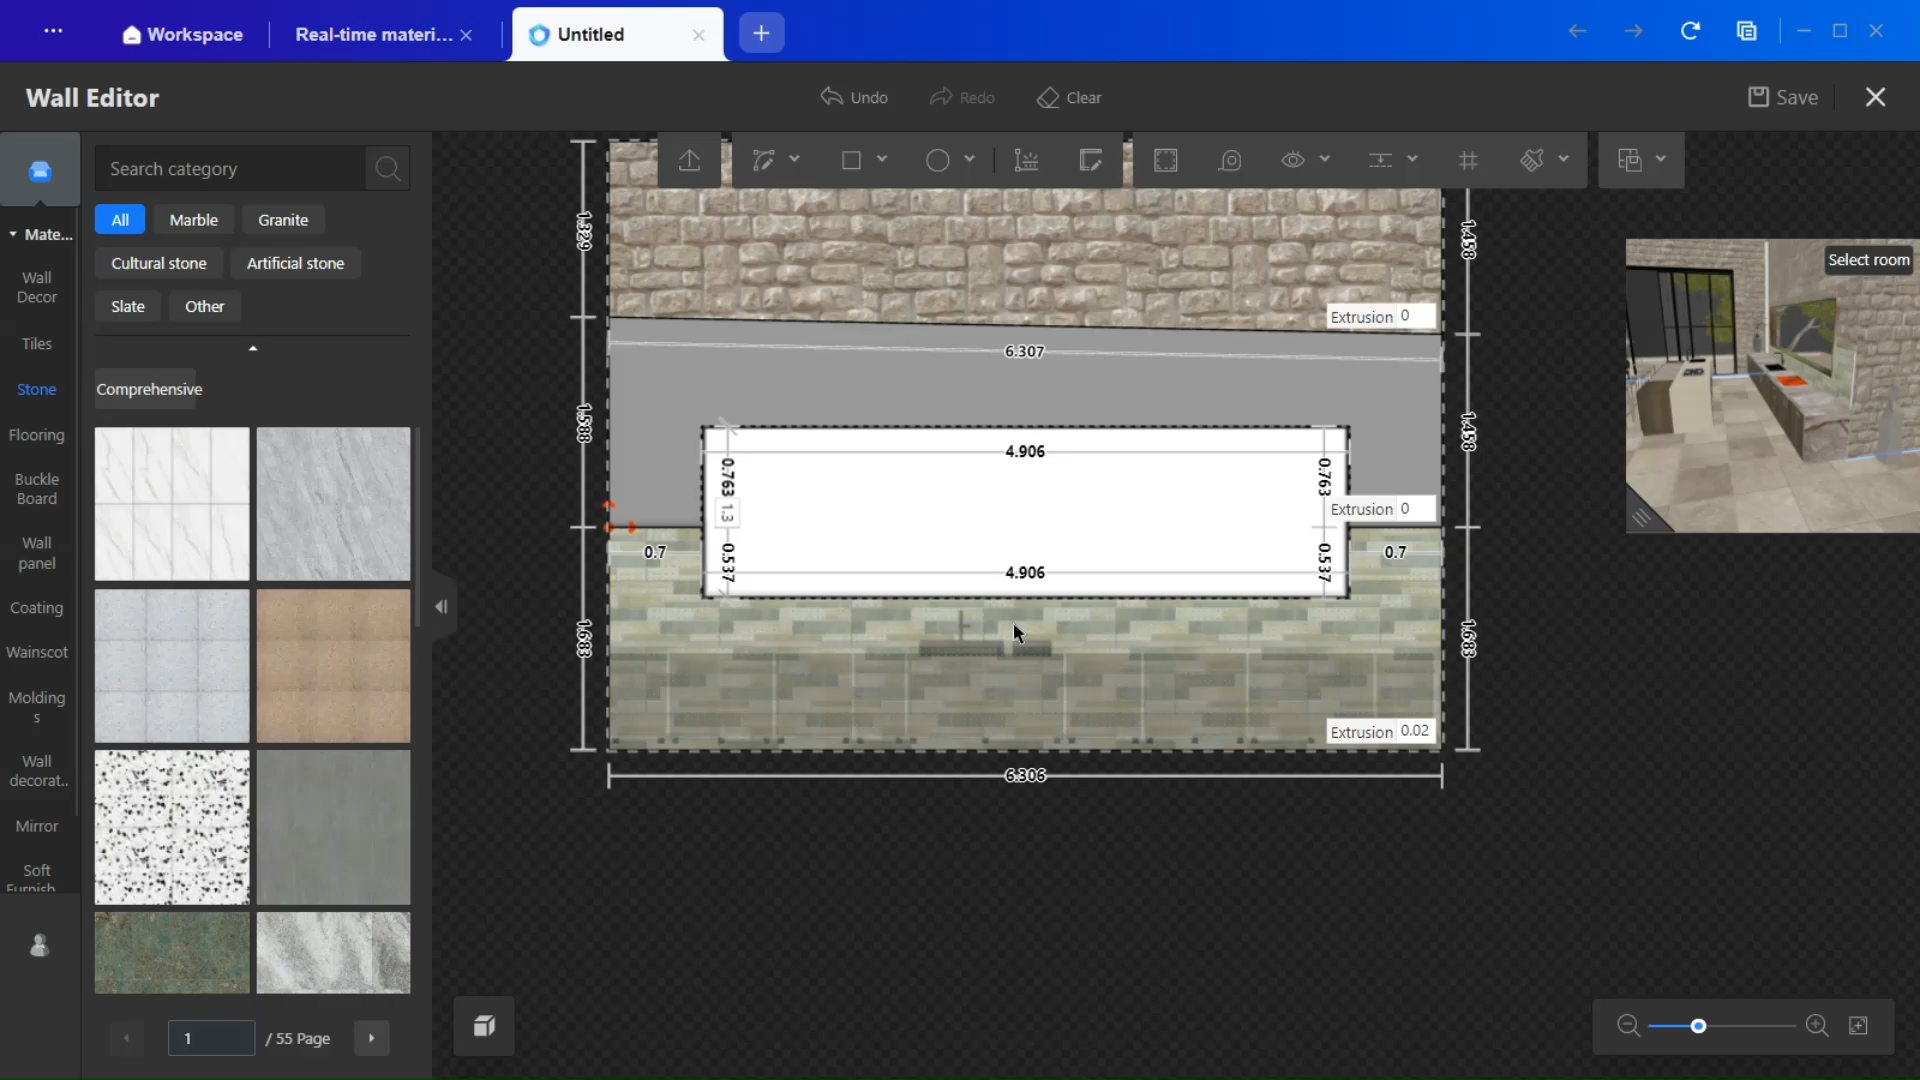 Workspace
Real-time materi...
Untitled
Wall Editor
Undo
Redo
Clear
Save
Search category
All
Marble
Granite
Cultural stone
Artificial stone
Slate
Other
Comprehensive
Mate...
Wall
Decor
Tiles
Stone
Flooring
Buckle
Board
Wall
panel
Coating
Wainscot
Molding
s
Wall
decorat..
Mirror
Soft
Furnish
1
/ 55 Page
1.329
1.458
Extrusion 0
6.307
1.588
1.458
4.906
0.763
0.763
1.3
Extrusion 0
0.7
0.7
0.537
0.537
4.906
1.683
1.683
Extrusion 0.02
6.306
Select room